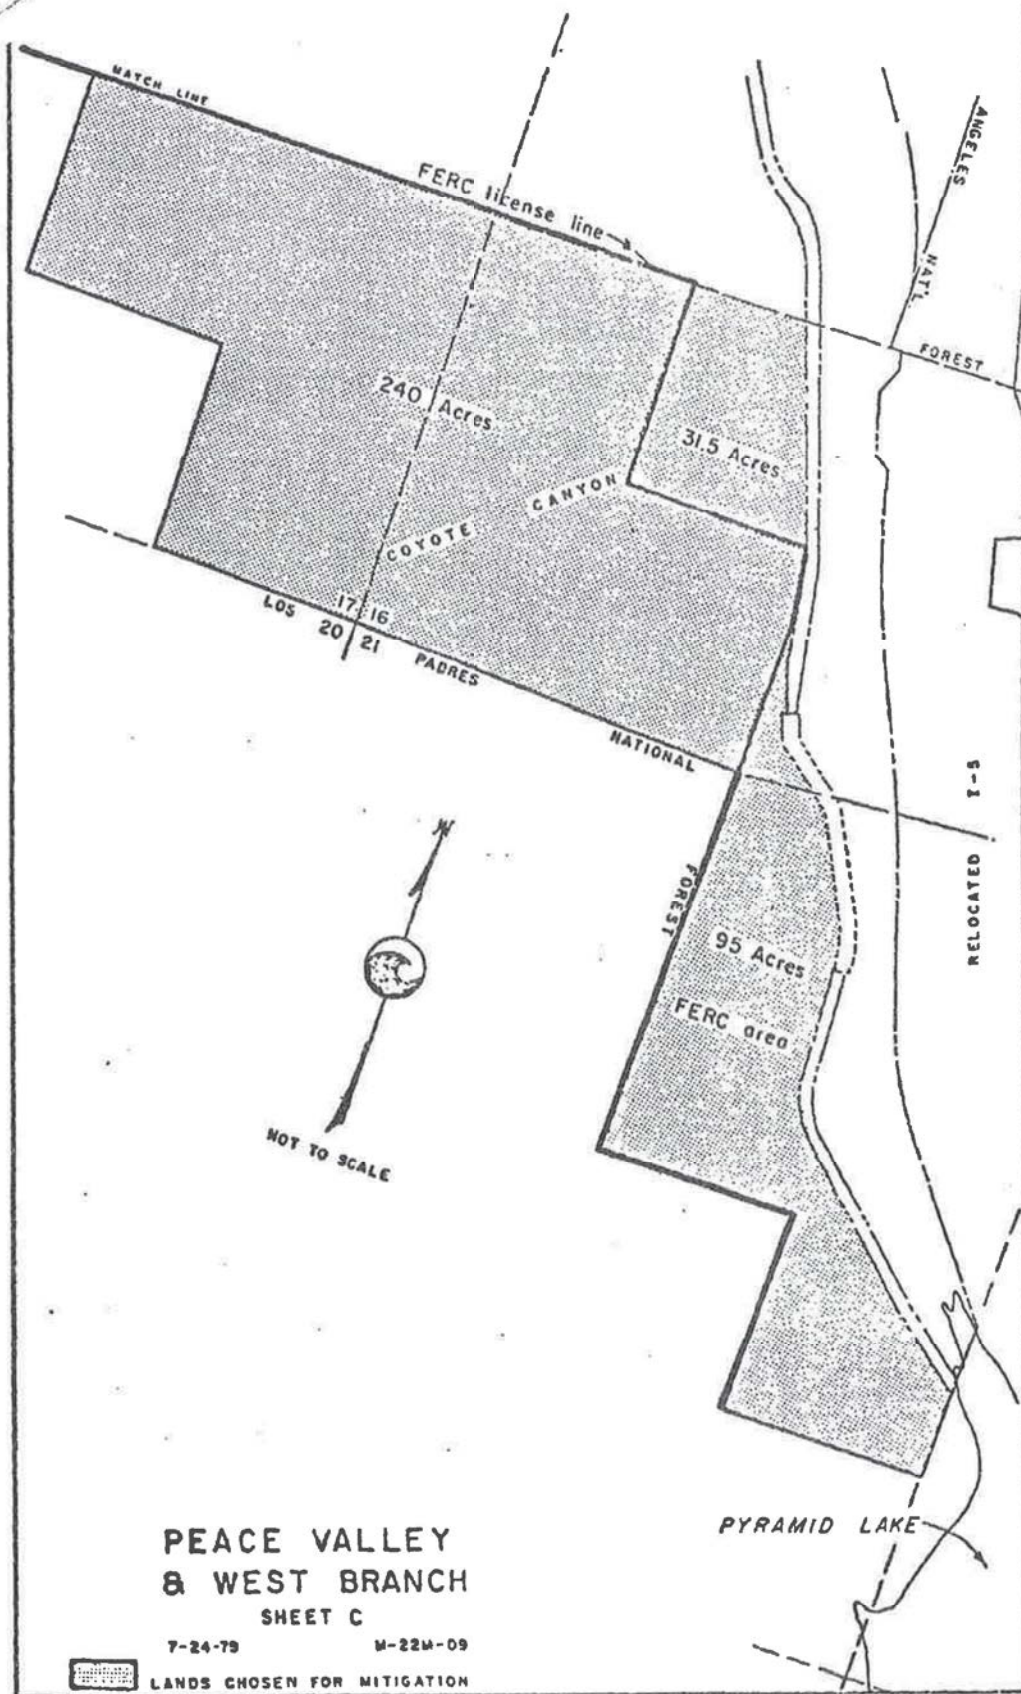 MATCH LINE
FERC license line
ANGELES
NAT'L
FOREST
240 Acres
31.5 Acres
COYOTE CANYON
17 16
20 21
LOS PADRES NATIONAL
FOREST
RELOCATED I-5
N
95 Acres
FERC area
NOT TO SCALE
PYRAMID LAKE
PEACE VALLEY
& WEST BRANCH
SHEET C
7-24-79 M-22M-09
LANDS CHOSEN FOR MITIGATION